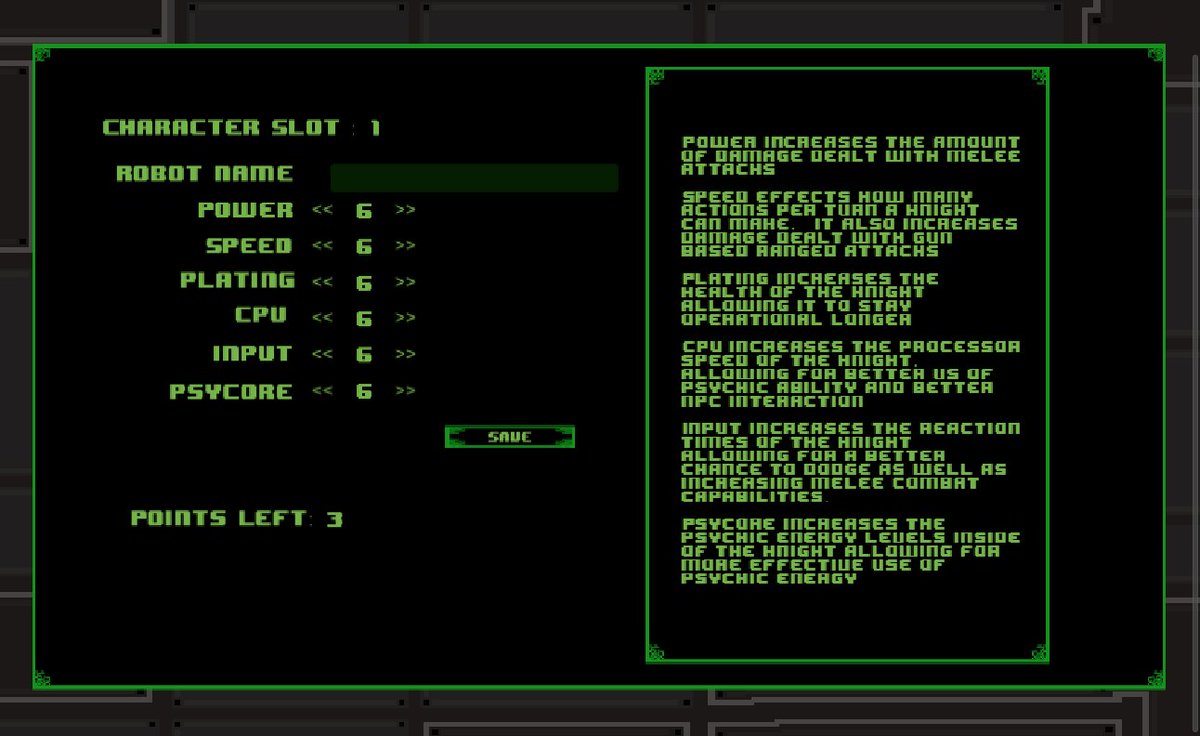 CHARACTER SLOT : 1
ROBOT NAME
POWER << 6 >>
SPEED << 6 >>
PLATING << 6 >>
CPU << 6 >>
INPUT << 6 >>
PSYCORE << 6 >>
SAVE
POINTS LEFT: 3
POWER INCREASES THE AMOUNT
OF DAMAGE DEALT WITH MELEE
ATTACKS
SPEED EFFECTS HOW MANY
ACTIONS PER TURN A KNIGHT
CAN MAKE. IT ALSO INCREASES
DAMAGE DEALT WITH GUN
BASED RANGED ATTACKS
PLATING INCREASES THE
HEALTH OF THE KNIGHT
ALLOWING IT TO STAY
OPERATIONAL LONGER
CPU INCREASES THE PROCESSOR
SPEED OF THE KNIGHT,
ALLOWING FOR BETTER US OF
PSYCHIC ABILITY AND BETTER
NPC INTERACTION
INPUT INCREASES THE REACTION
TIMES OF THE KNIGHT
ALLOWING FOR A BETTER
CHANCE TO DODGE AS WELL AS
INCREASING MELEE COMBAT
CAPABILITIES.
PSYCORE INCREASES THE
PSYCHIC ENERGY LEVELS INSIDE
OF THE KNIGHT ALLOWING FOR
MORE EFFECTIVE USE OF
PSYCHIC ENERGY